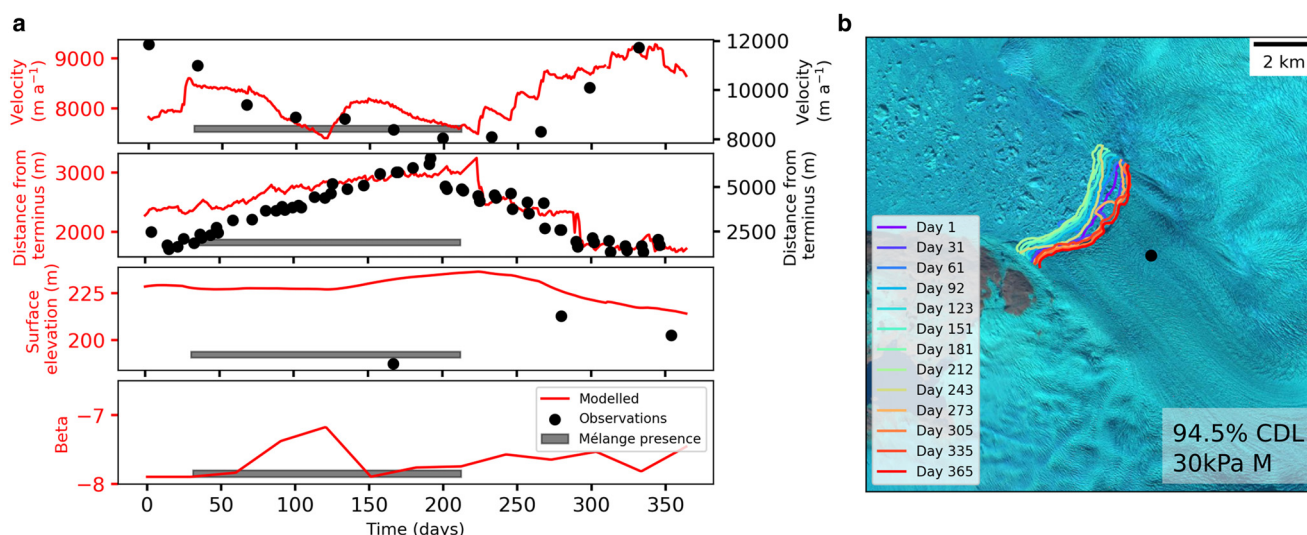 a
b
9000
8000
Velocity
(m a⁻¹)
12000
10000
8000
Velocity
(m a⁻¹)
3000
2000
Distance from
terminus (m)
5000
2500
Distance from
terminus (m)
225
200
Surface
elevation (m)
−7
−8
Beta
Modelled
Observations
Mélange presence
0 50 100 150 200 250 300 350
Time (days)
2 km
Day 1
Day 31
Day 61
Day 92
Day 123
Day 151
Day 181
Day 212
Day 243
Day 273
Day 305
Day 335
Day 365
94.5% CDL
30kPa M